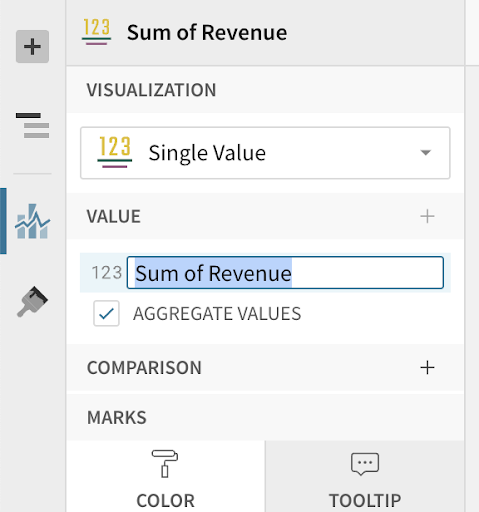 123 Sum of Revenue
VISUALIZATION
123 Single Value
VALUE
123 Sum of Revenue
AGGREGATE VALUES
COMPARISON
MARKS
COLOR TOOLTIP